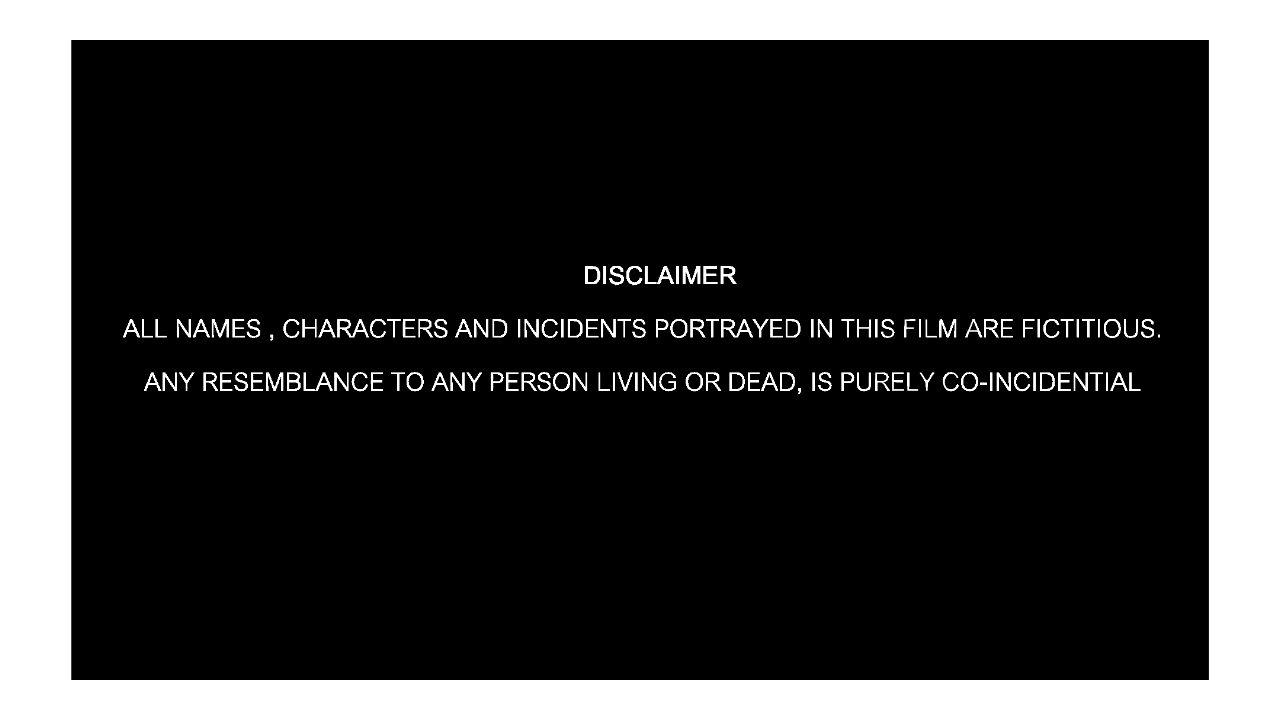 DISCLAIMER
ALL NAMES , CHARACTERS AND INCIDENTS PORTRAYED IN THIS FILM ARE FICTITIOUS.
ANY RESEMBLANCE TO ANY PERSON LIVING OR DEAD, IS PURELY CO-INCIDENTIAL